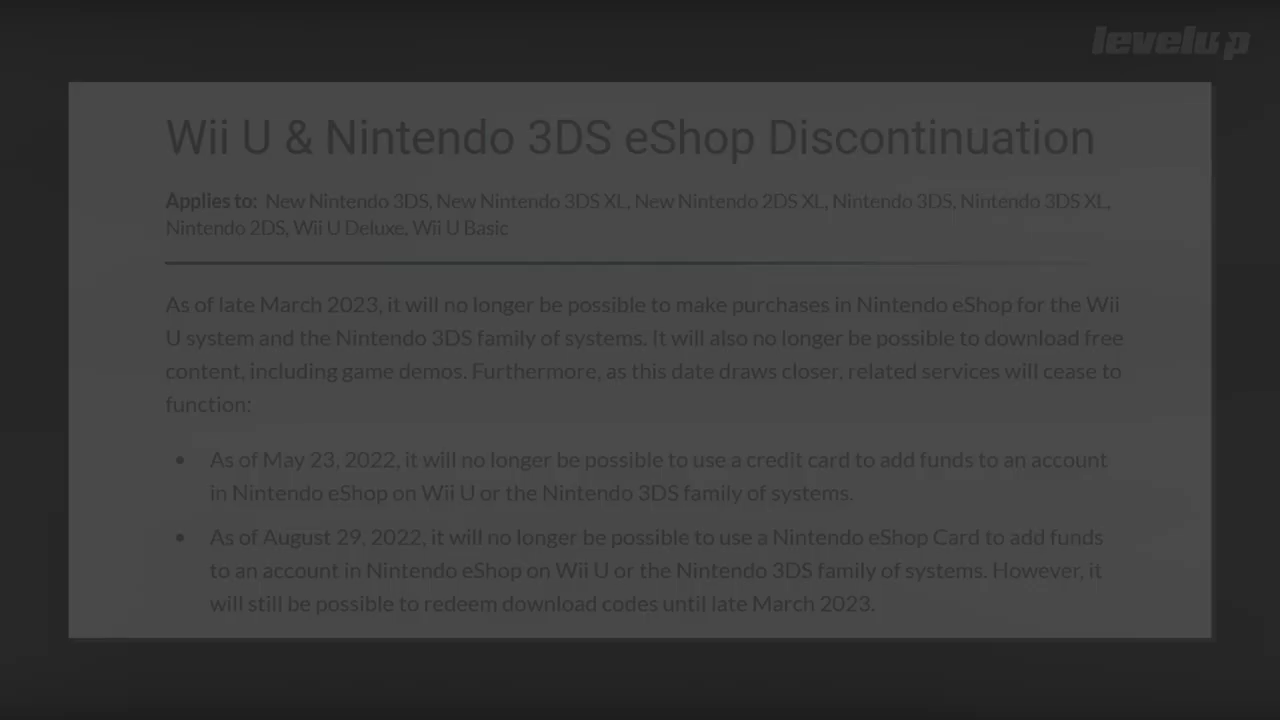 levelup
Wii U & Nintendo 3DS eShop Discontinuation
Applies to: New Nintendo 3DS, New Nintendo 3DS XL, New Nintendo 2DS XL, Nintendo 3DS, Nintendo 3DS XL,
Nintendo 2DS, Wii U Deluxe, Wii U Basic
As of late March 2023, it will no longer be possible to make purchases in Nintendo eShop for the Wii
U system and the Nintendo 3DS family of systems. It will also no longer be possible to download free
content, including game demos. Furthermore, as this date draws closer, related services will cease to
function:
• As of May 23, 2022, it will no longer be possible to use a credit card to add funds to an account
in Nintendo eShop on Wii U or the Nintendo 3DS family of systems.
• As of August 29, 2022, it will no longer be possible to use a Nintendo eShop Card to add funds
to an account in Nintendo eShop on Wii U or the Nintendo 3DS family of systems. However, it
will still be possible to redeem download codes until late March 2023.